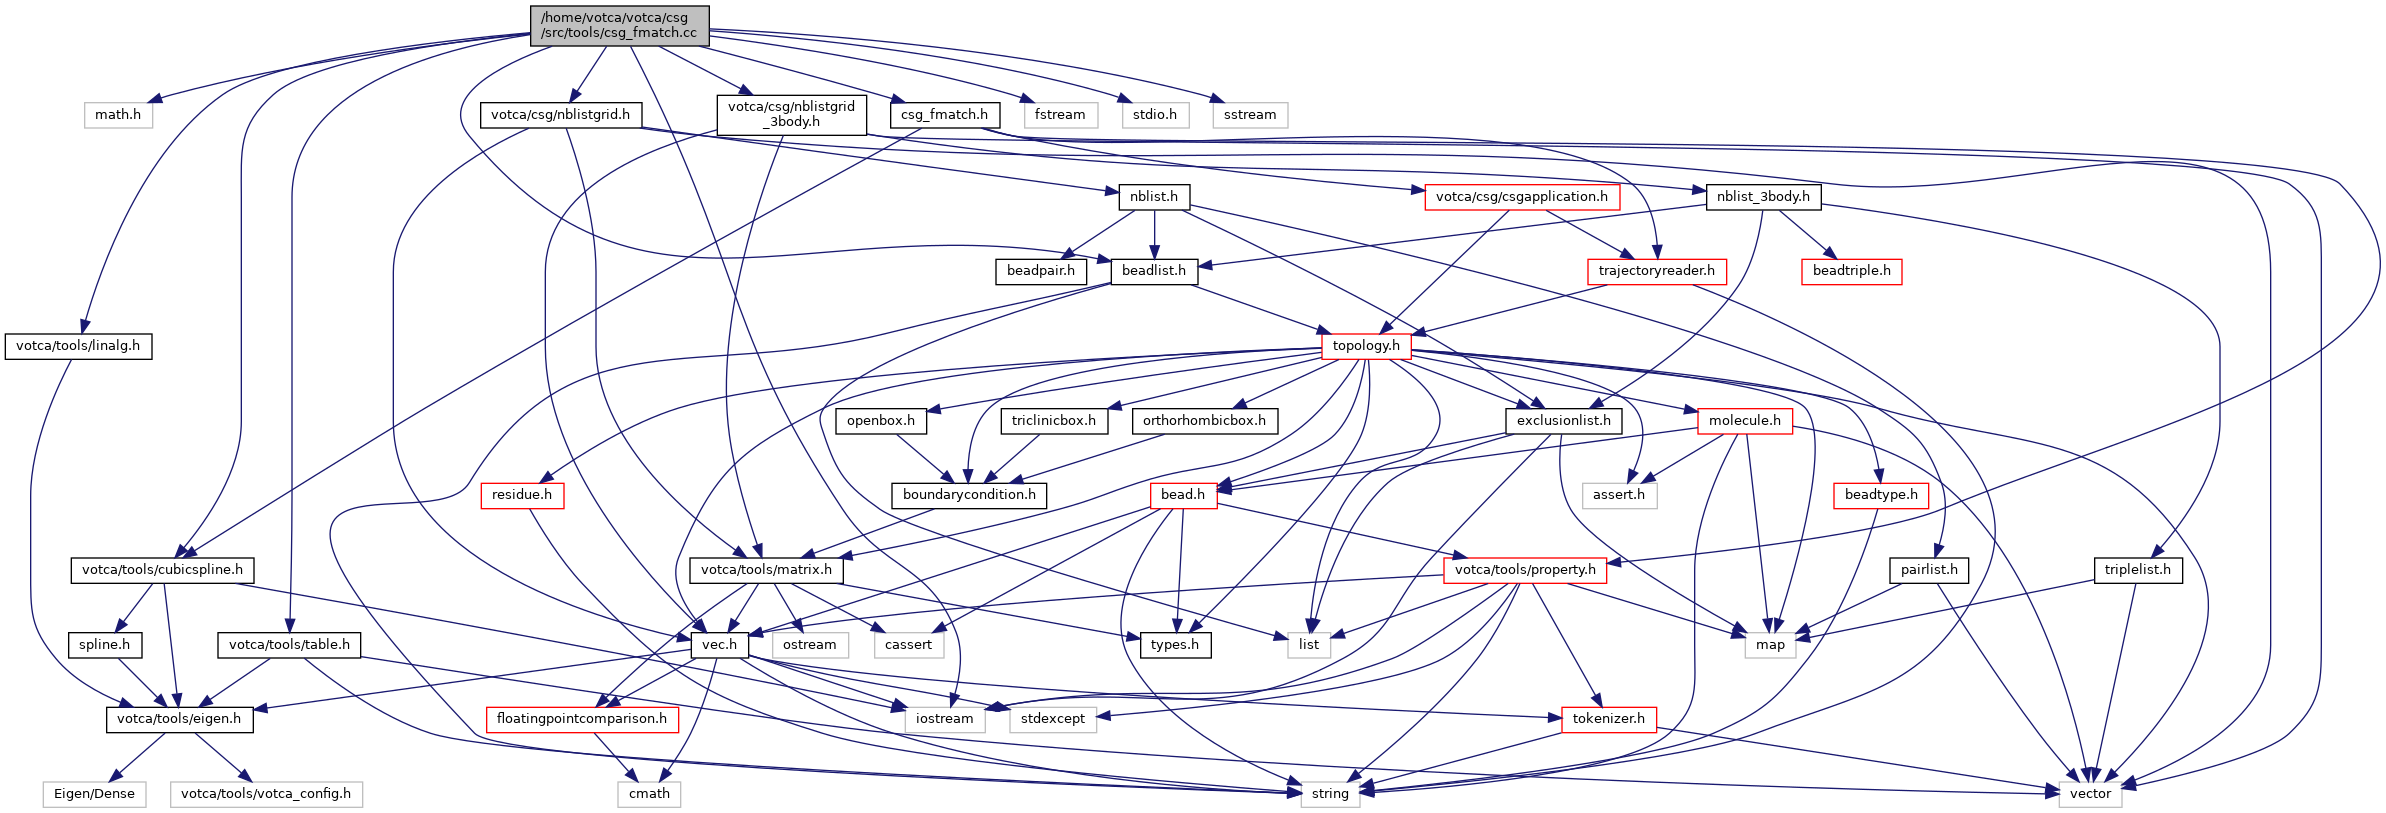 /home/votca/votca/csg
/src/tools/csg_fmatch.cc
math.h
votca/csg/nblistgrid.h
votca/csg/nblistgrid
_3body.h
csg_fmatch.h
fstream
stdio.h
sstream
nblist.h
votca/csg/csgapplication.h
nblist_3body.h
beadpair.h
beadlist.h
trajectoryreader.h
beadtriple.h
votca/tools/linalg.h
topology.h
openbox.h
triclinicbox.h
orthorhombicbox.h
exclusionlist.h
molecule.h
residue.h
boundarycondition.h
bead.h
assert.h
beadtype.h
votca/tools/cubicspline.h
votca/tools/matrix.h
votca/tools/property.h
pairlist.h
triplelist.h
spline.h
votca/tools/table.h
vec.h
ostream
cassert
types.h
list
map
votca/tools/eigen.h
floatingpointcomparison.h
iostream
stdexcept
tokenizer.h
Eigen/Dense
votca/tools/votca_config.h
cmath
string
vector